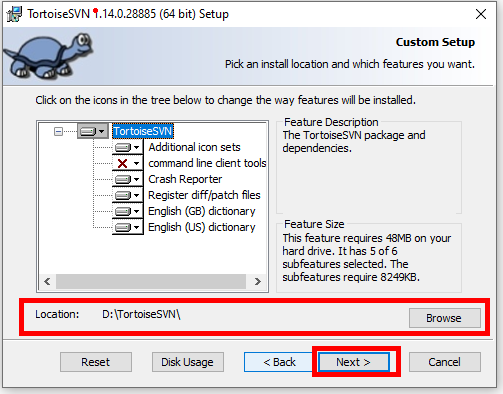 TortoiseSVN 1.14.0.28885 (64 bit) Setup
Custom Setup
Pick an install location and which features you want.
Click on the icons in the tree below to change the way features will be installed.
TortoiseSVN
Additional icon sets
command line client tools
Crash Reporter
Register diff/patch files
English (GB) dictionary
English (US) dictionary
Feature Description
The TortoiseSVN package and
dependencies.
Feature Size
This feature requires 48MB on your
hard drive. It has 5 of 6
subfeatures selected. The
subfeatures require 8249KB.
Location: D:\TortoiseSVN\ Browse
Reset Disk Usage < Back Next > Cancel